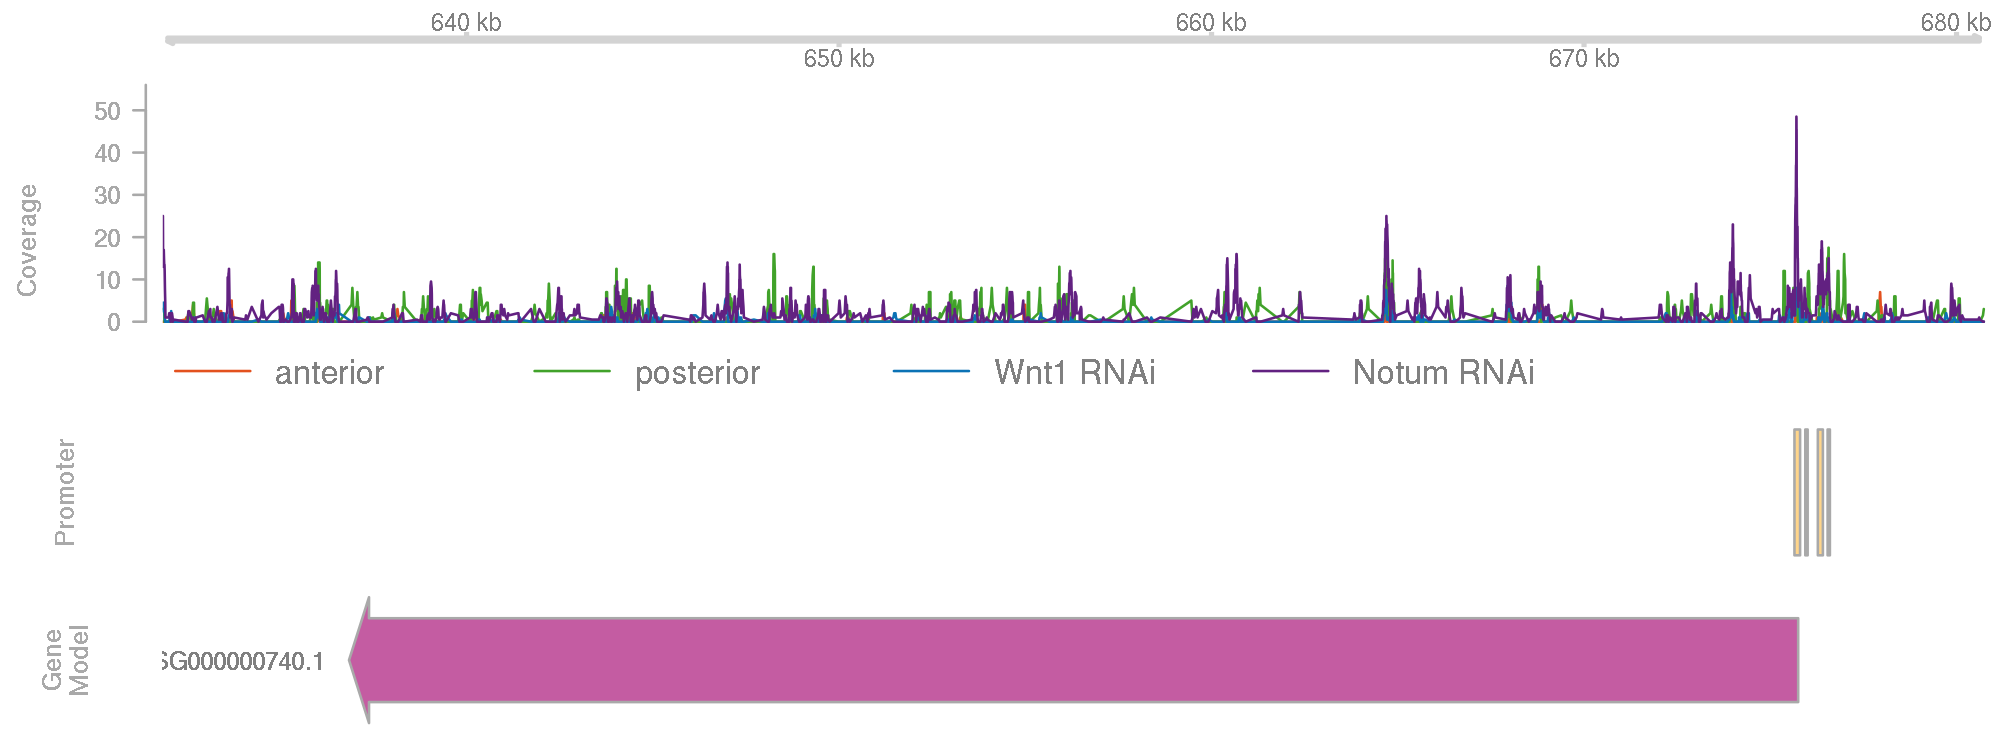 640 kb
660 kb
680 kb
650 kb
670 kb
Coverage
50
40
30
20
10
0
anterior
posterior
Wnt1 RNAi
Notum RNAi
Promoter
Gene
Model
SG000000740.1